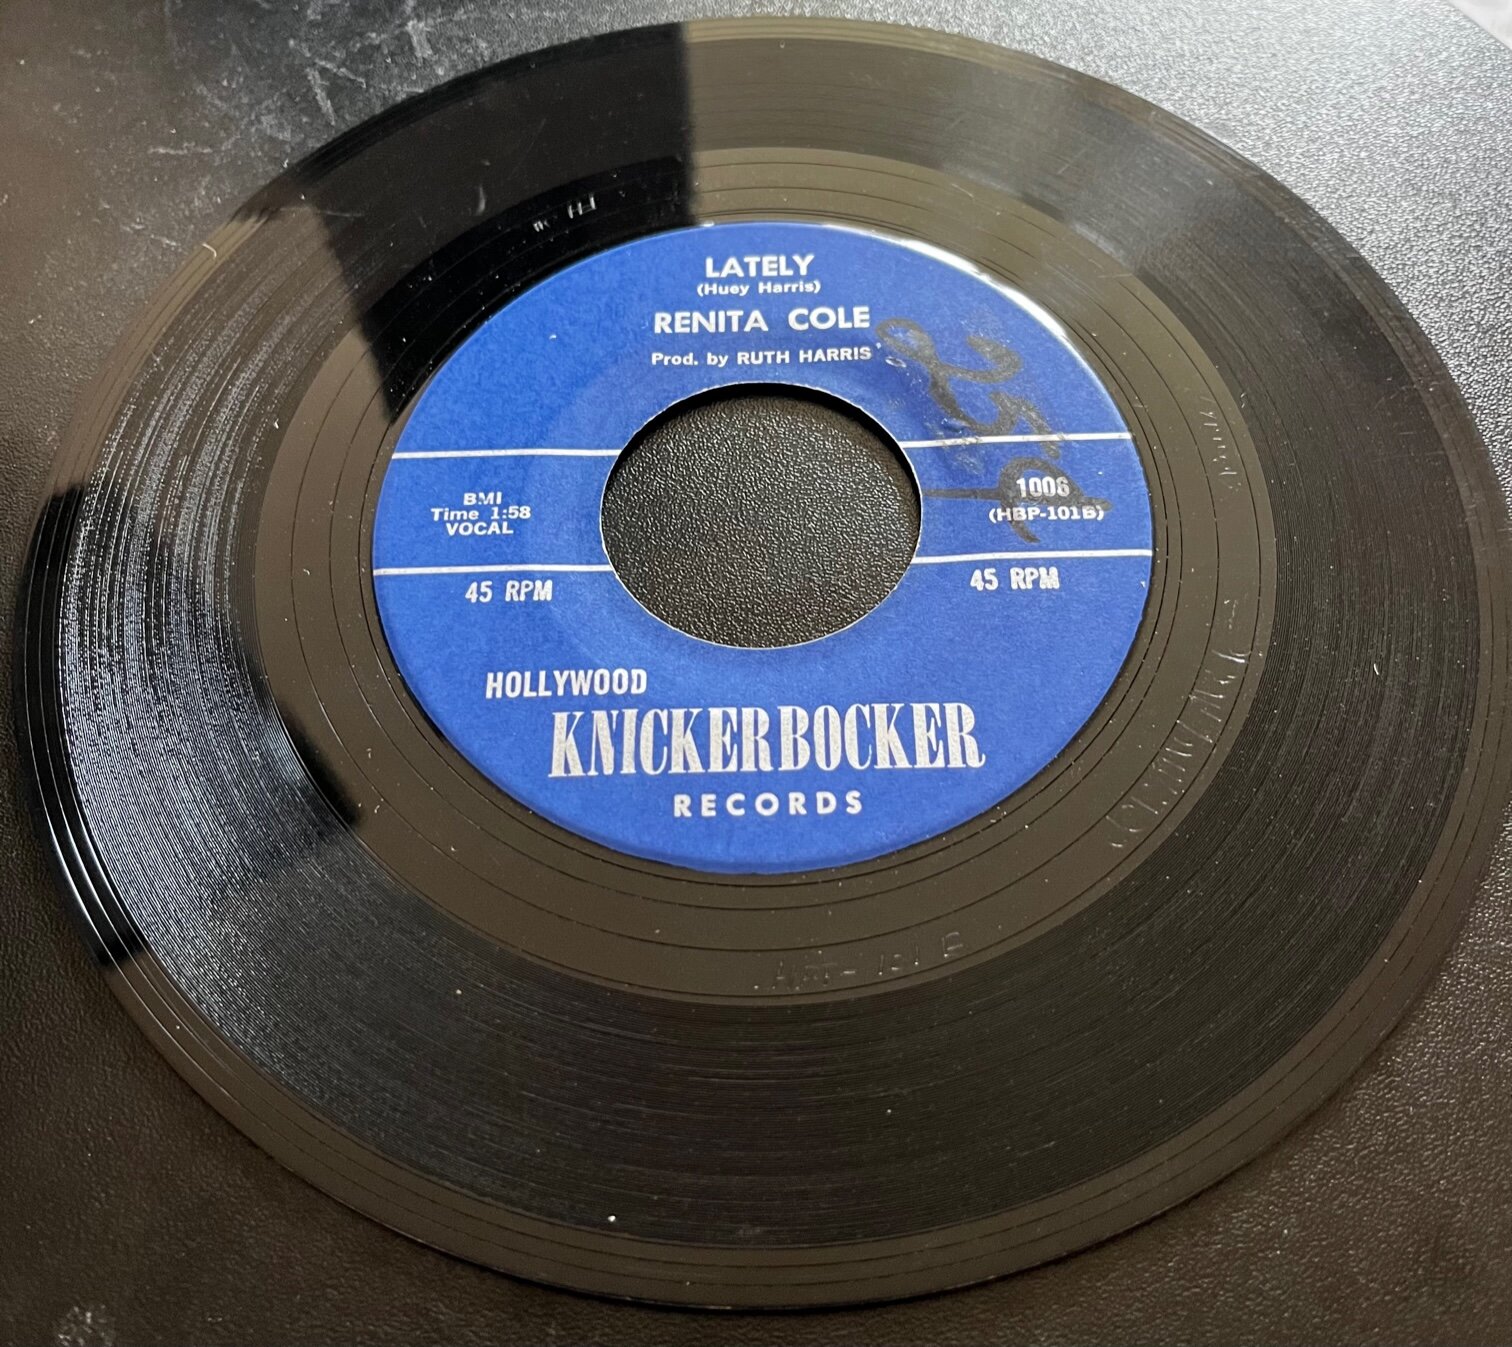 LATELY
(Huey Harris)
RENITA COLE
Prod. by RUTH HARRIS
BMI
Time 1:58
VOCAL
1006
(HBP-101B)
45 RPM
45 RPM
HOLLYWOOD
KNICKERBOCKER
RECORDS